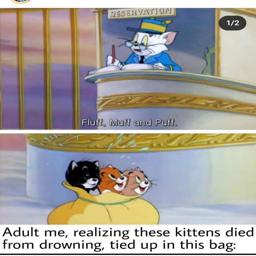 1/2
RESERVATION
Fluff, Muff and Puff.
Adult me, realizing these kittens died
from drowning, tied up in this bag: